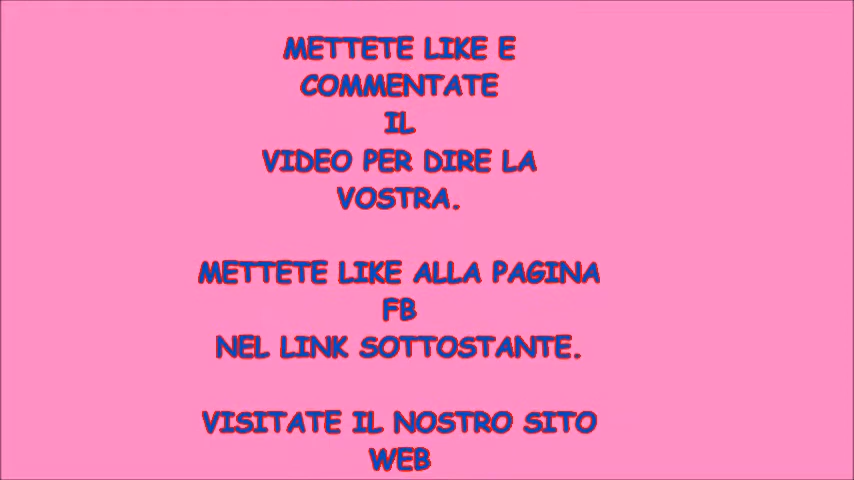 METTETE LIKE E
COMMENTATE
IL
VIDEO PER DIRE LA
VOSTRA.
METTETE LIKE ALLA PAGINA
FB
NEL LINK SOTTOSTANTE.
VISITATE IL NOSTRO SITO
WEB